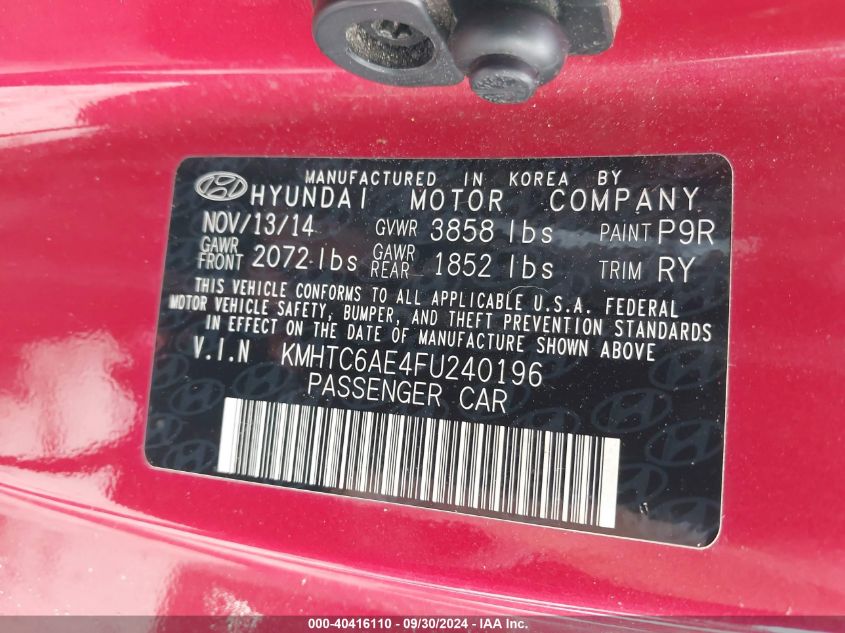 MANUFACTURED IN KOREA BY
HYUNDAI MOTOR COMPANY
NOV/13/14 GVWR 3858 lbs PAINT P9R
GAWR FRONT 2072 lbs GAWR REAR 1852 lbs TRIM RY
THIS VEHICLE CONFORMS TO ALL APPLICABLE U.S.A. FEDERAL
MOTOR VEHICLE SAFETY, BUMPER, AND THEFT PREVENTION STANDARDS
IN EFFECT ON THE DATE OF MANUFACTURE SHOWN ABOVE
V.I.N KMHTC6AE4FU240196
PASSENGER CAR
000-40416110 - 09/30/2024 - IAA Inc.